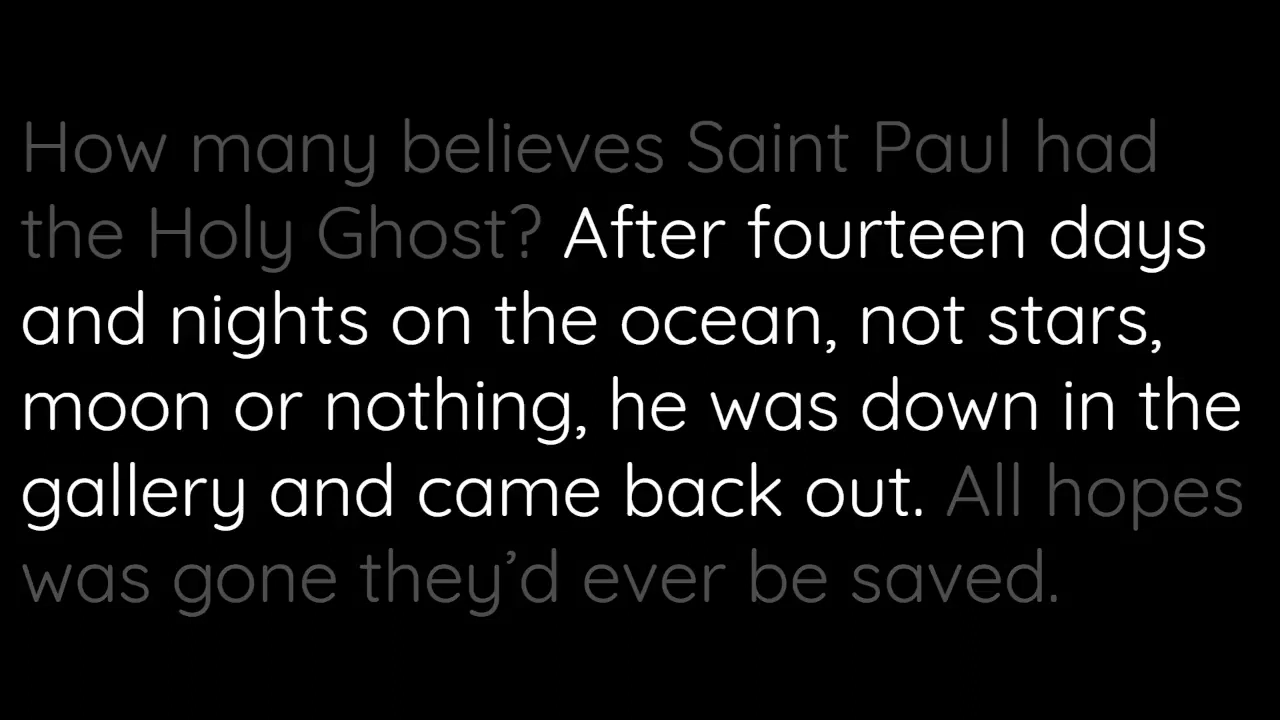 How many believes Saint Paul had
the Holy Ghost? After fourteen days
and nights on the ocean, not stars,
moon or nothing, he was down in the
gallery and came back out. All hopes
was gone they’d ever be saved.